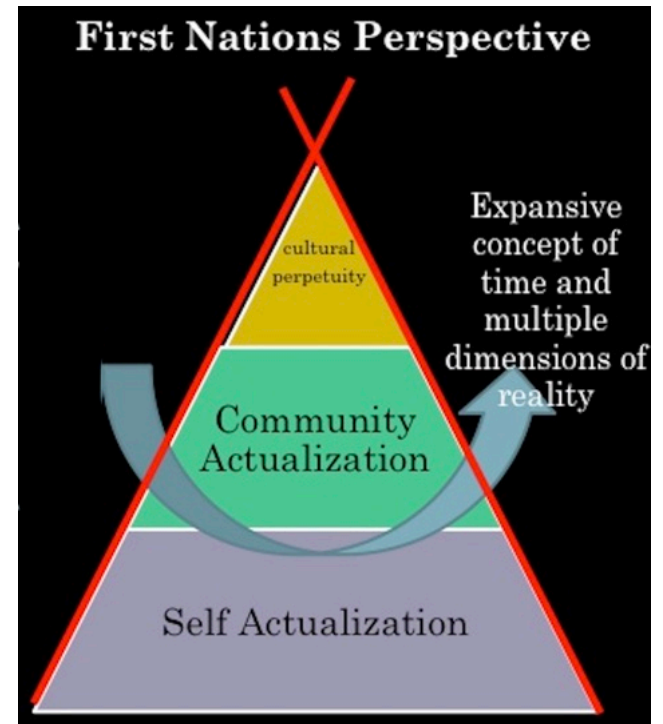 First Nations Perspective
cultural
perpetuity
Expansive
concept of
time and
multiple
dimensions of
reality
Community
Actualization
Self Actualization